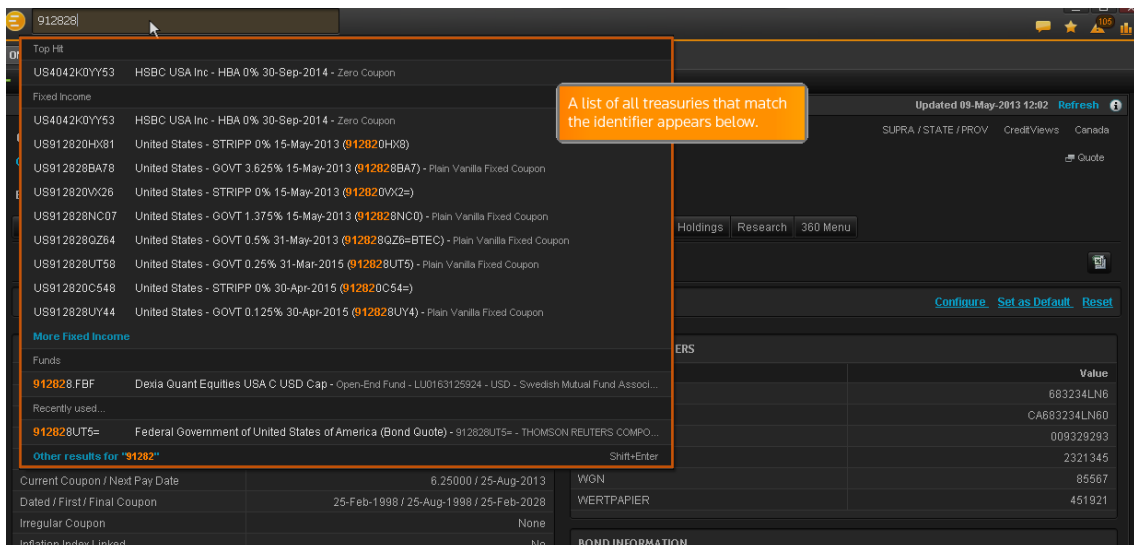 912828
105
Top Hit
US4042K0YY53 HSBC USA Inc - HBA 0% 30-Sep-2014 - Zero Coupon
Fixed Income
A list of all treasuries that match
the identifier appears below.
Updated 09-May-2013 12:02 Refresh
US4042K0YY53 HSBC USA Inc - HBA 0% 30-Sep-2014 - Zero Coupon
SUPRA / STATE / PROV CreditViews Canada
US912820HX81 United States - STRIPP 0% 15-May-2013 (912820HX8)
US912828BA78 United States - GOVT 3.625% 15-May-2013 (912828BA7) - Plain Vanilla Fixed Coupon
Quote
US912820VX26 United States - STRIPP 0% 15-May-2013 (912820VX2=)
US912828NC07 United States - GOVT 1.375% 15-May-2013 (912828NC0) - Plain Vanilla Fixed Coupon
Holdings Research 360 Menu
US912828QZ64 United States - GOVT 0.5% 31-May-2013 (912828QZ6=BTEC) - Plain Vanilla Fixed Coupon
US912828UT58 United States - GOVT 0.25% 31-Mar-2015 (912828UT5) - Plain Vanilla Fixed Coupon
US912820C548 United States - STRIPP 0% 30-Apr-2015 (912820C54=)
Configure Set as Default Reset
US912828UY44 United States - GOVT 0.125% 30-Apr-2015 (912828UY4) - Plain Vanilla Fixed Coupon
More Fixed Income
ERS
Funds
Value
912828.FBF Dexia Quant Equities USA C USD Cap - Open-End Fund - LU0163125924 - USD - Swedish Mutual Fund Associ...
683234LN6
Recently used...
CA683234LN60
912828UT5= Federal Government of United States of America (Bond Quote) - 912828UT5= - THOMSON REUTERS COMPO...
009329293
Other results for "91282" Shift+Enter
2321345
Current Coupon / Next Pay Date 6.25000 / 25-Aug-2013
WGN 85567
Dated / First / Final Coupon 25-Feb-1998 / 25-Aug-1998 / 25-Feb-2028
WERTPAPIER 451921
Irregular Coupon None
Inflation Index Linked No
BOND INFORMATION